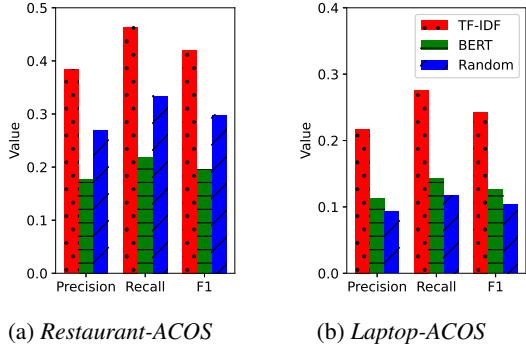 0.5
0.4
0.3
0.2
0.1
0.0
Value
Precision Recall F1
0.4
0.3
0.2
0.1
0.0
Value
Precision Recall F1
TF-IDF
BERT
Random
(a) Restaurant-ACOS
(b) Laptop-ACOS